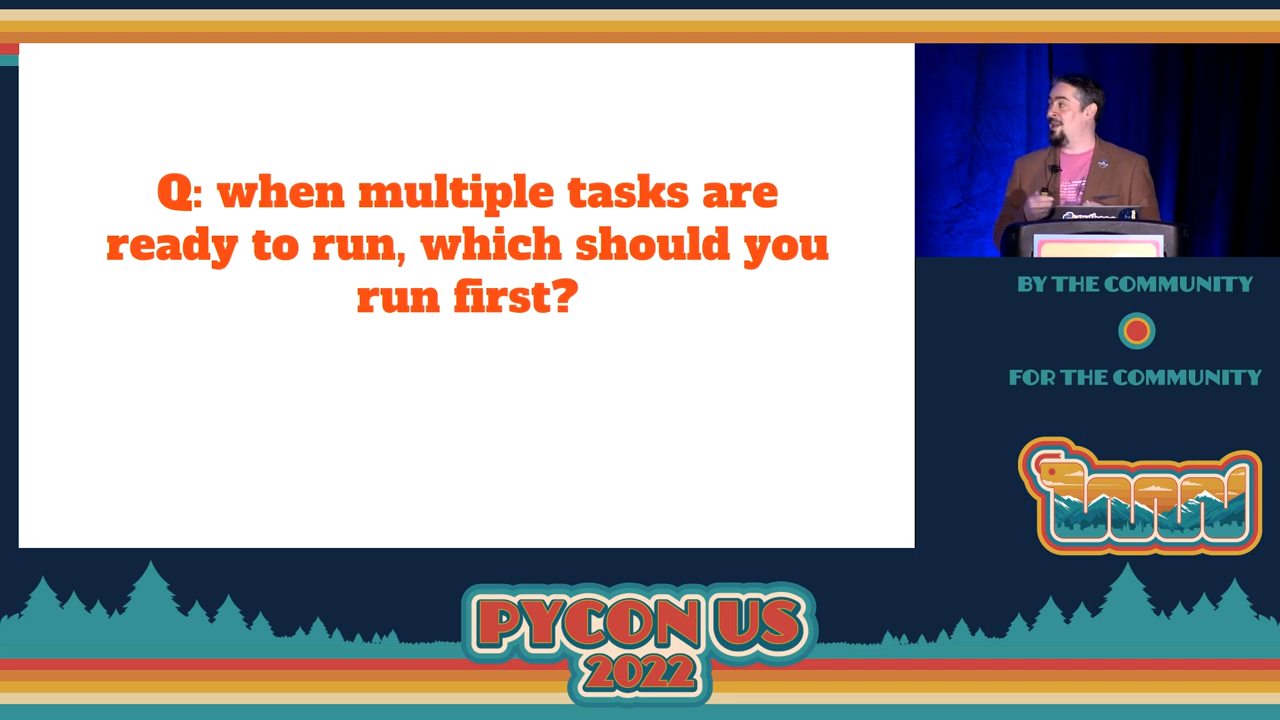 Q: when multiple tasks are
ready to run, which should you
run first?
BY THE COMMUNITY
FOR THE COMMUNITY
PYCON US
2022